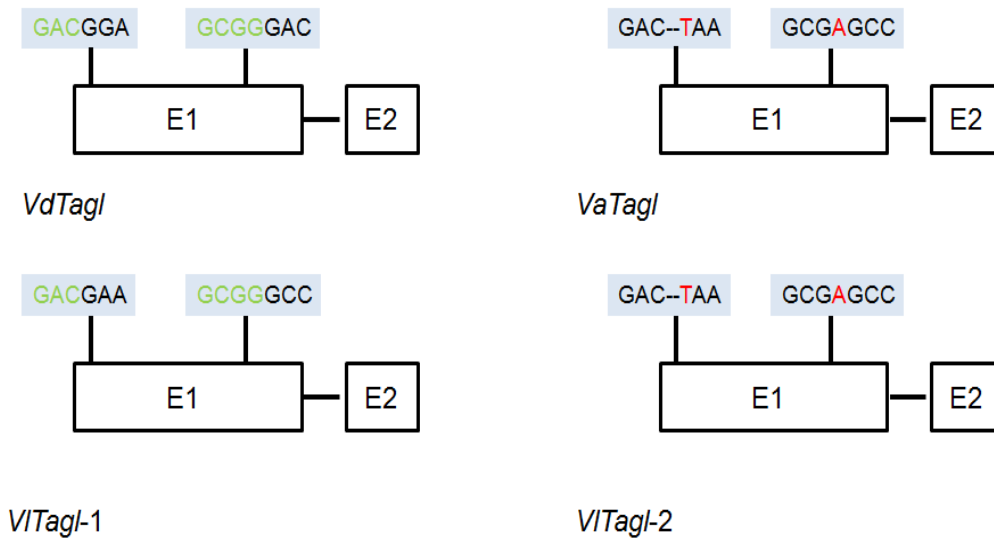 GACGGA GCGGGAC GAC--TAA GCGAGCC
E1 E2 E1 E2
VdTagl VaTagl
GACGAA GCGGGCC GAC--TAA GCGAGCC
E1 E2 E1 E2
VlTagl-1 VlTagl-2